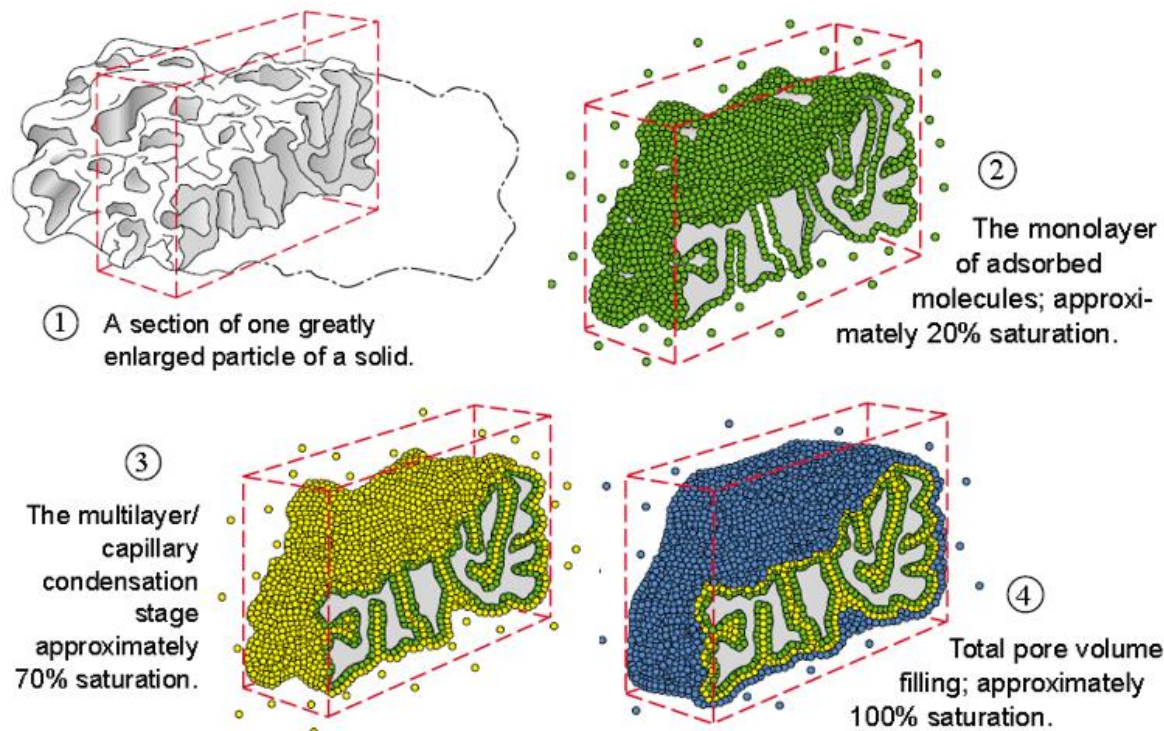 ①
A section of one greatly
enlarged particle of a solid.
②
The monolayer
of adsorbed
molecules; approxi-
mately 20% saturation.
③
The multilayer/
capillary
condensation
stage
approximately
70% saturation.
④
Total pore volume
filling; approximately
100% saturation.